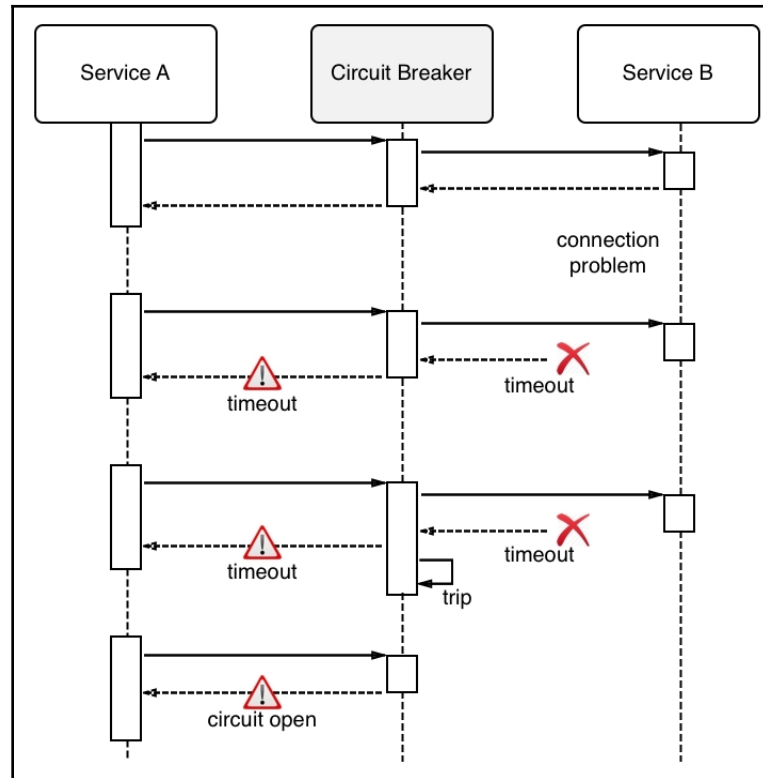 Service A
Circuit Breaker
Service B
connection
problem
timeout
timeout
timeout
timeout
trip
circuit open